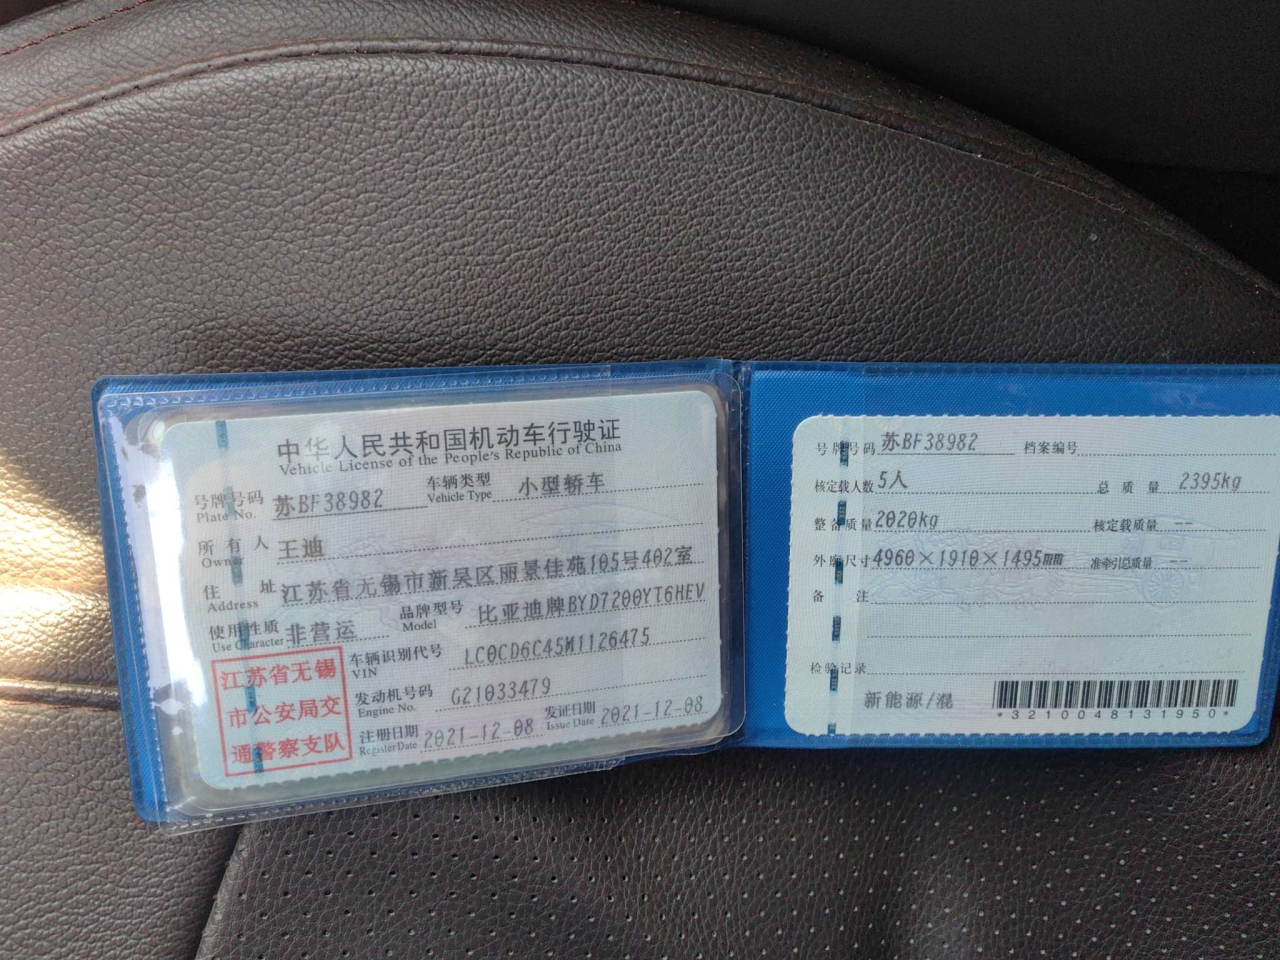 中华人民共和国机动车行驶证
Vehicle License of the People's Republic of China
号牌号码 苏BF38982 车辆类型 小型轿车
Plate No. Vehicle Type
所有人 王迪
Owner
住址 江苏省无锡市新吴区丽景佳苑105号402室
Address
使用性质 非营运 品牌型号 比亚迪牌BYD7200YT6HEV
Use Character Model
江苏省无锡
市公安局交
通警察支队
车辆识别代号 LC0CD6C45M1126475
VIN
发动机号码 G21033479
Engine No.
注册日期 2021-12-08 发证日期 2021-12-08
Register Date Issue Date
号牌号码 苏BF38982 档案编号
核定载人数 5人 总质量 2395kg
整备质量 2020kg 核定载质量 --
外廓尺寸 4960×1910×1495mm 准牵引总质量 --
备注
检验记录
新能源/混
*3210048131950*